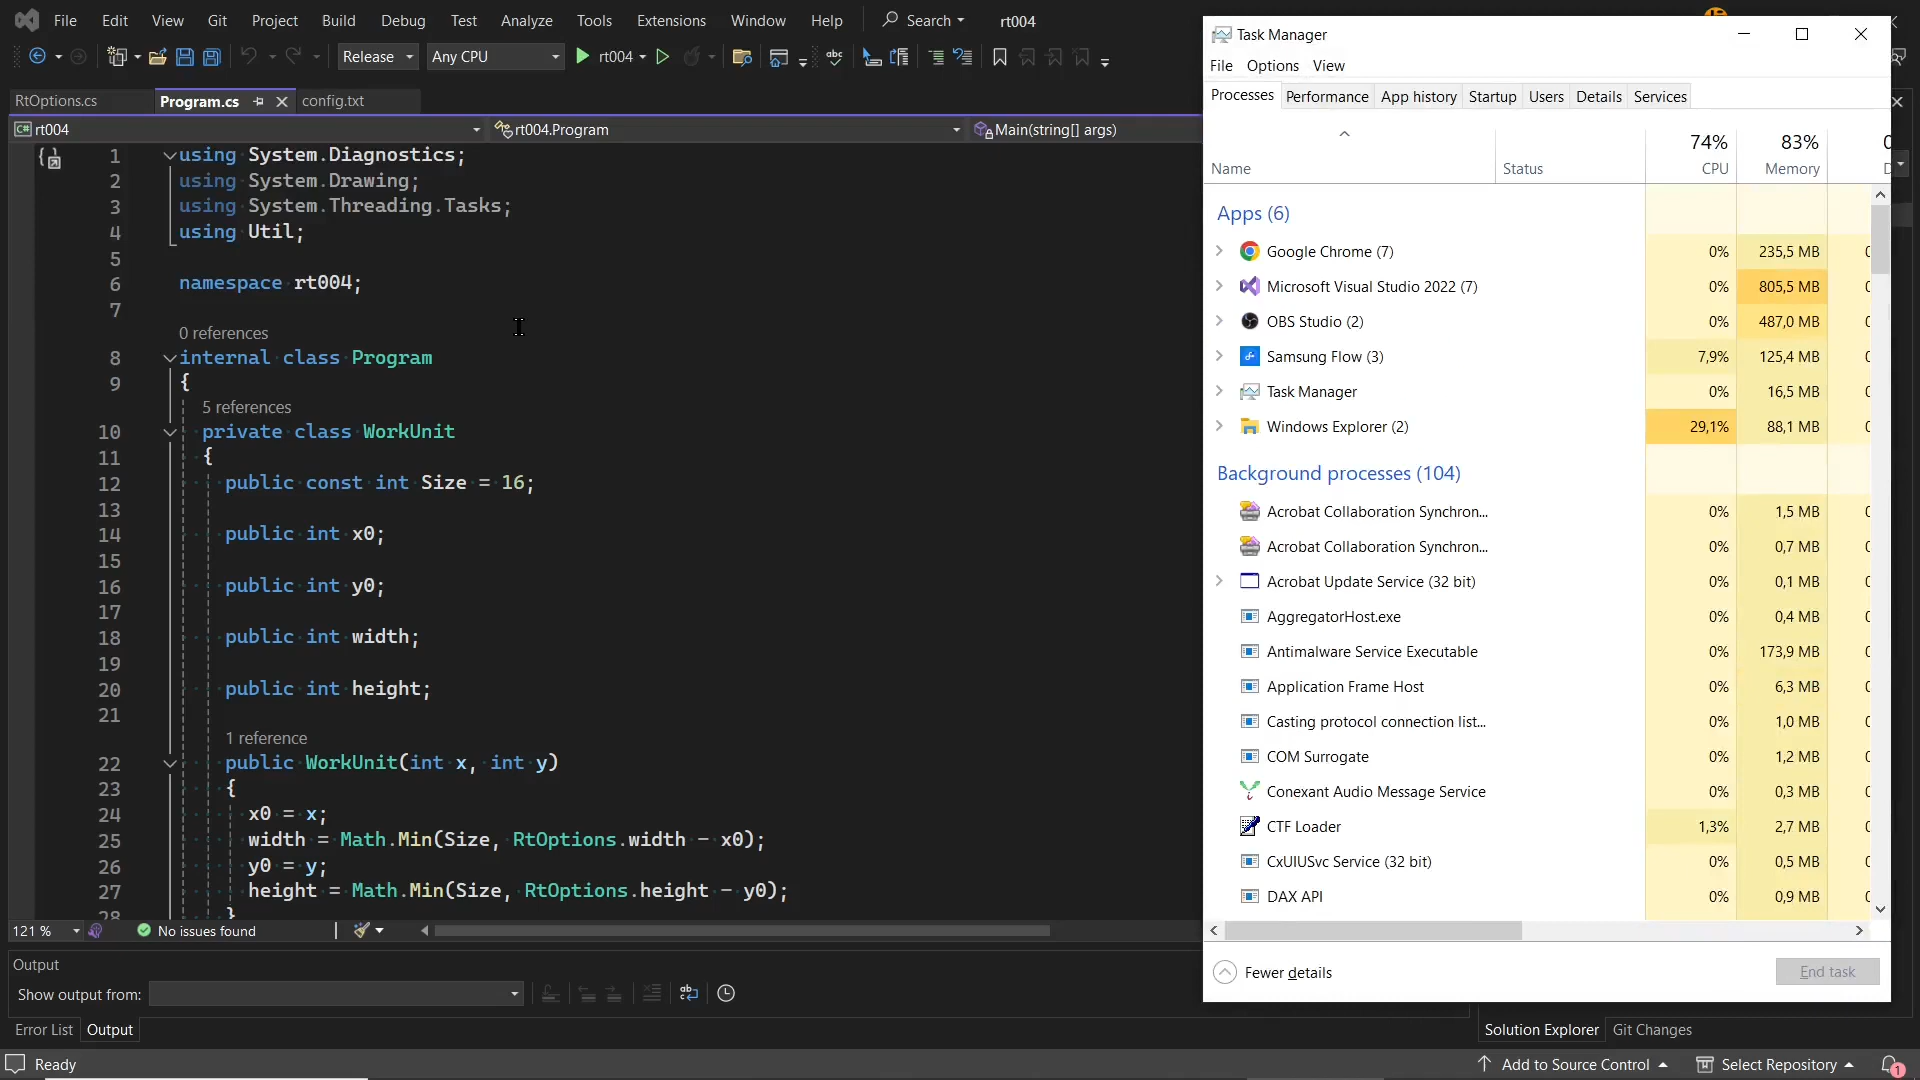 File Edit View Git Project Build Debug Test Analyze Tools Extensions Window Help Search rt004
Release Any CPU rt004
RtOptions.cs Program.cs config.txt
C# rt004 rt004.Program Main(string[] args)
1 using System.Diagnostics;
2 using System.Drawing;
3 using System.Threading.Tasks;
4 using Util;
5
6 namespace rt004;
7
0 references
8 internal class Program
9 {
5 references
10 private class WorkUnit
11 {
12 public const int Size = 16;
13
14 public int x0;
15
16 public int y0;
17
18 public int width;
19
20 public int height;
21
1 reference
22 public WorkUnit(int x, int y)
23 {
24 x0 = x;
25 width = Math.Min(Size, RtOptions.width - x0);
26 y0 = y;
27 height = Math.Min(Size, RtOptions.height - y0);
28 }
121 % No issues found
Output
Show output from:
Error List Output
Ready
Task Manager
File Options View
Processes Performance App history Startup Users Details Services
74% 83%
Name Status CPU Memory D
Apps (6)
Google Chrome (7) 0% 235,5 MB
Microsoft Visual Studio 2022 (7) 0% 805,5 MB
OBS Studio (2) 0% 487,0 MB
Samsung Flow (3) 7,9% 125,4 MB
Task Manager 0% 16,5 MB
Windows Explorer (2) 29,1% 88,1 MB
Background processes (104)
Acrobat Collaboration Synchron... 0% 1,5 MB
Acrobat Collaboration Synchron... 0% 0,7 MB
Acrobat Update Service (32 bit) 0% 0,1 MB
AggregatorHost.exe 0% 0,4 MB
Antimalware Service Executable 0% 173,9 MB
Application Frame Host 0% 6,3 MB
Casting protocol connection list... 0% 1,0 MB
COM Surrogate 0% 1,2 MB
Conexant Audio Message Service 0% 0,3 MB
CTF Loader 1,3% 2,7 MB
CxUIUSvc Service (32 bit) 0% 0,5 MB
DAX API 0% 0,9 MB
Fewer details End task
Solution Explorer Git Changes
Add to Source Control Select Repository 1